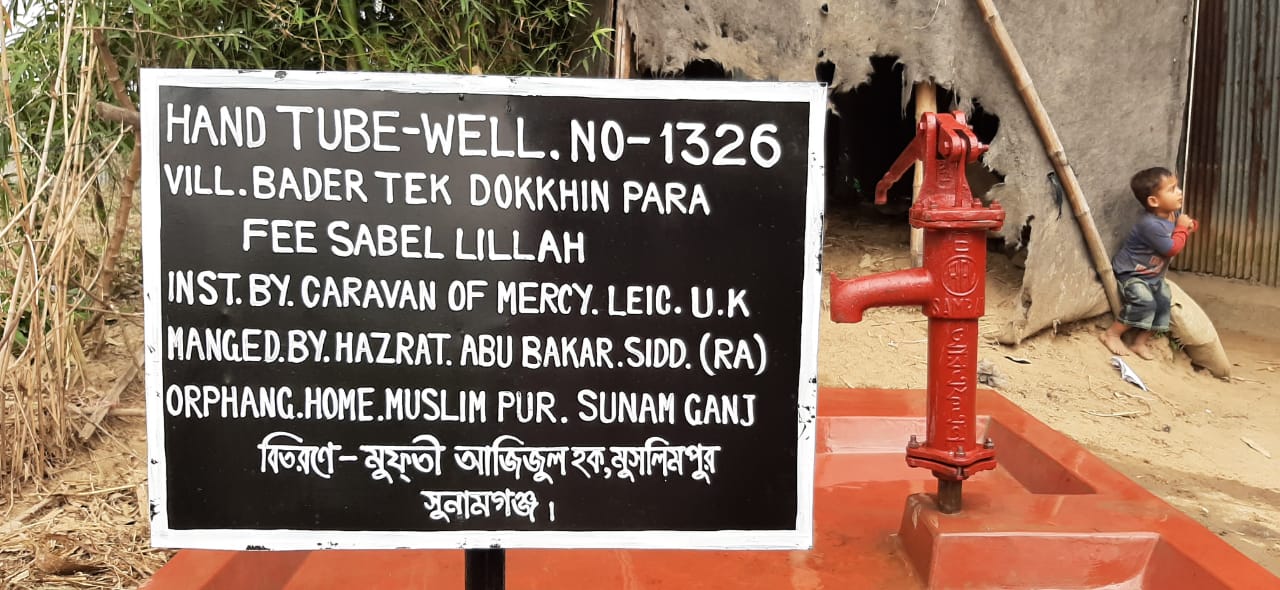 HAND TUBE-WELL. NO-1326
VILL. BADER TEK DOKKHIN PARA
FEE SABEL LILLAH
INST. BY. CARAVAN OF MERCY. LEIC. U.K
MANGED. BY. HAZRAT. ABU BAKAR. SIDD. (RA)
ORPHANG. HOME. MUSLIM PUR. SUNAM GANJ
বিতরণে - মুফ্তী আজিজুল হক, মুসলিমপুর
সুনামগঞ্জ।